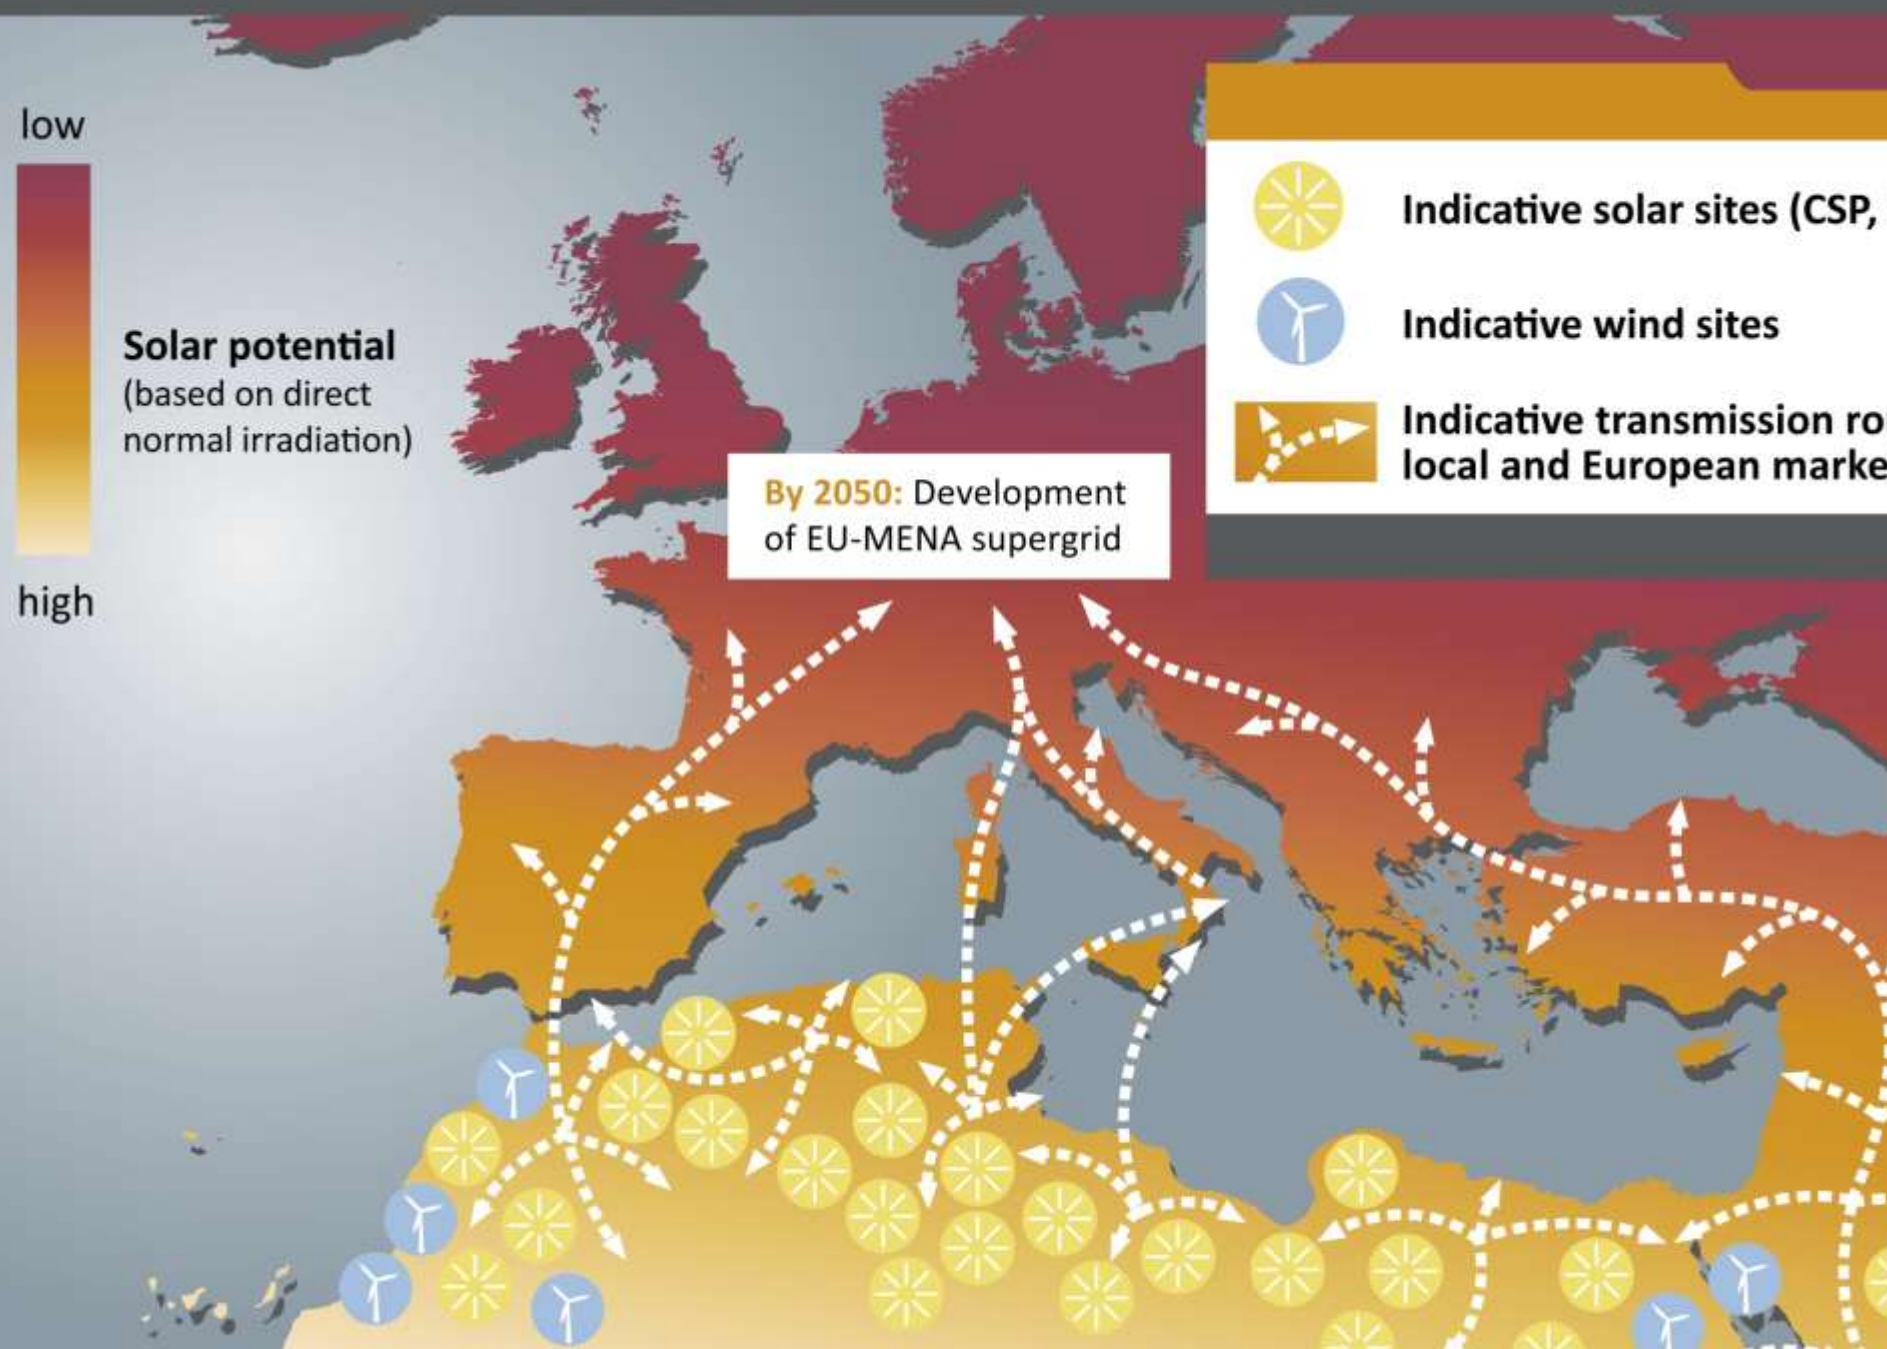 low
Solar potential
(based on direct
normal irradiation)
high
By 2050: Development
of EU-MENA supergrid
Indicative solar sites (CSP,
Indicative wind sites
Indicative transmission ro
local and European marke